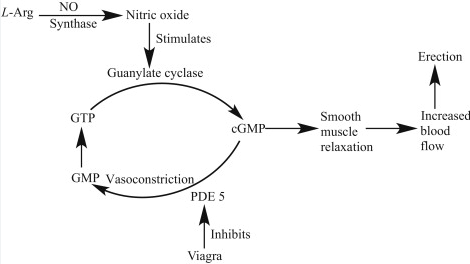 L-Arg
NO
Synthase
Nitric oxide
Stimulates
Guanylate cyclase
Erection
GTP
cGMP
Smooth
muscle
relaxation
Increased
blood
flow
GMP
Vasoconstriction
PDE 5
Inhibits
Viagra